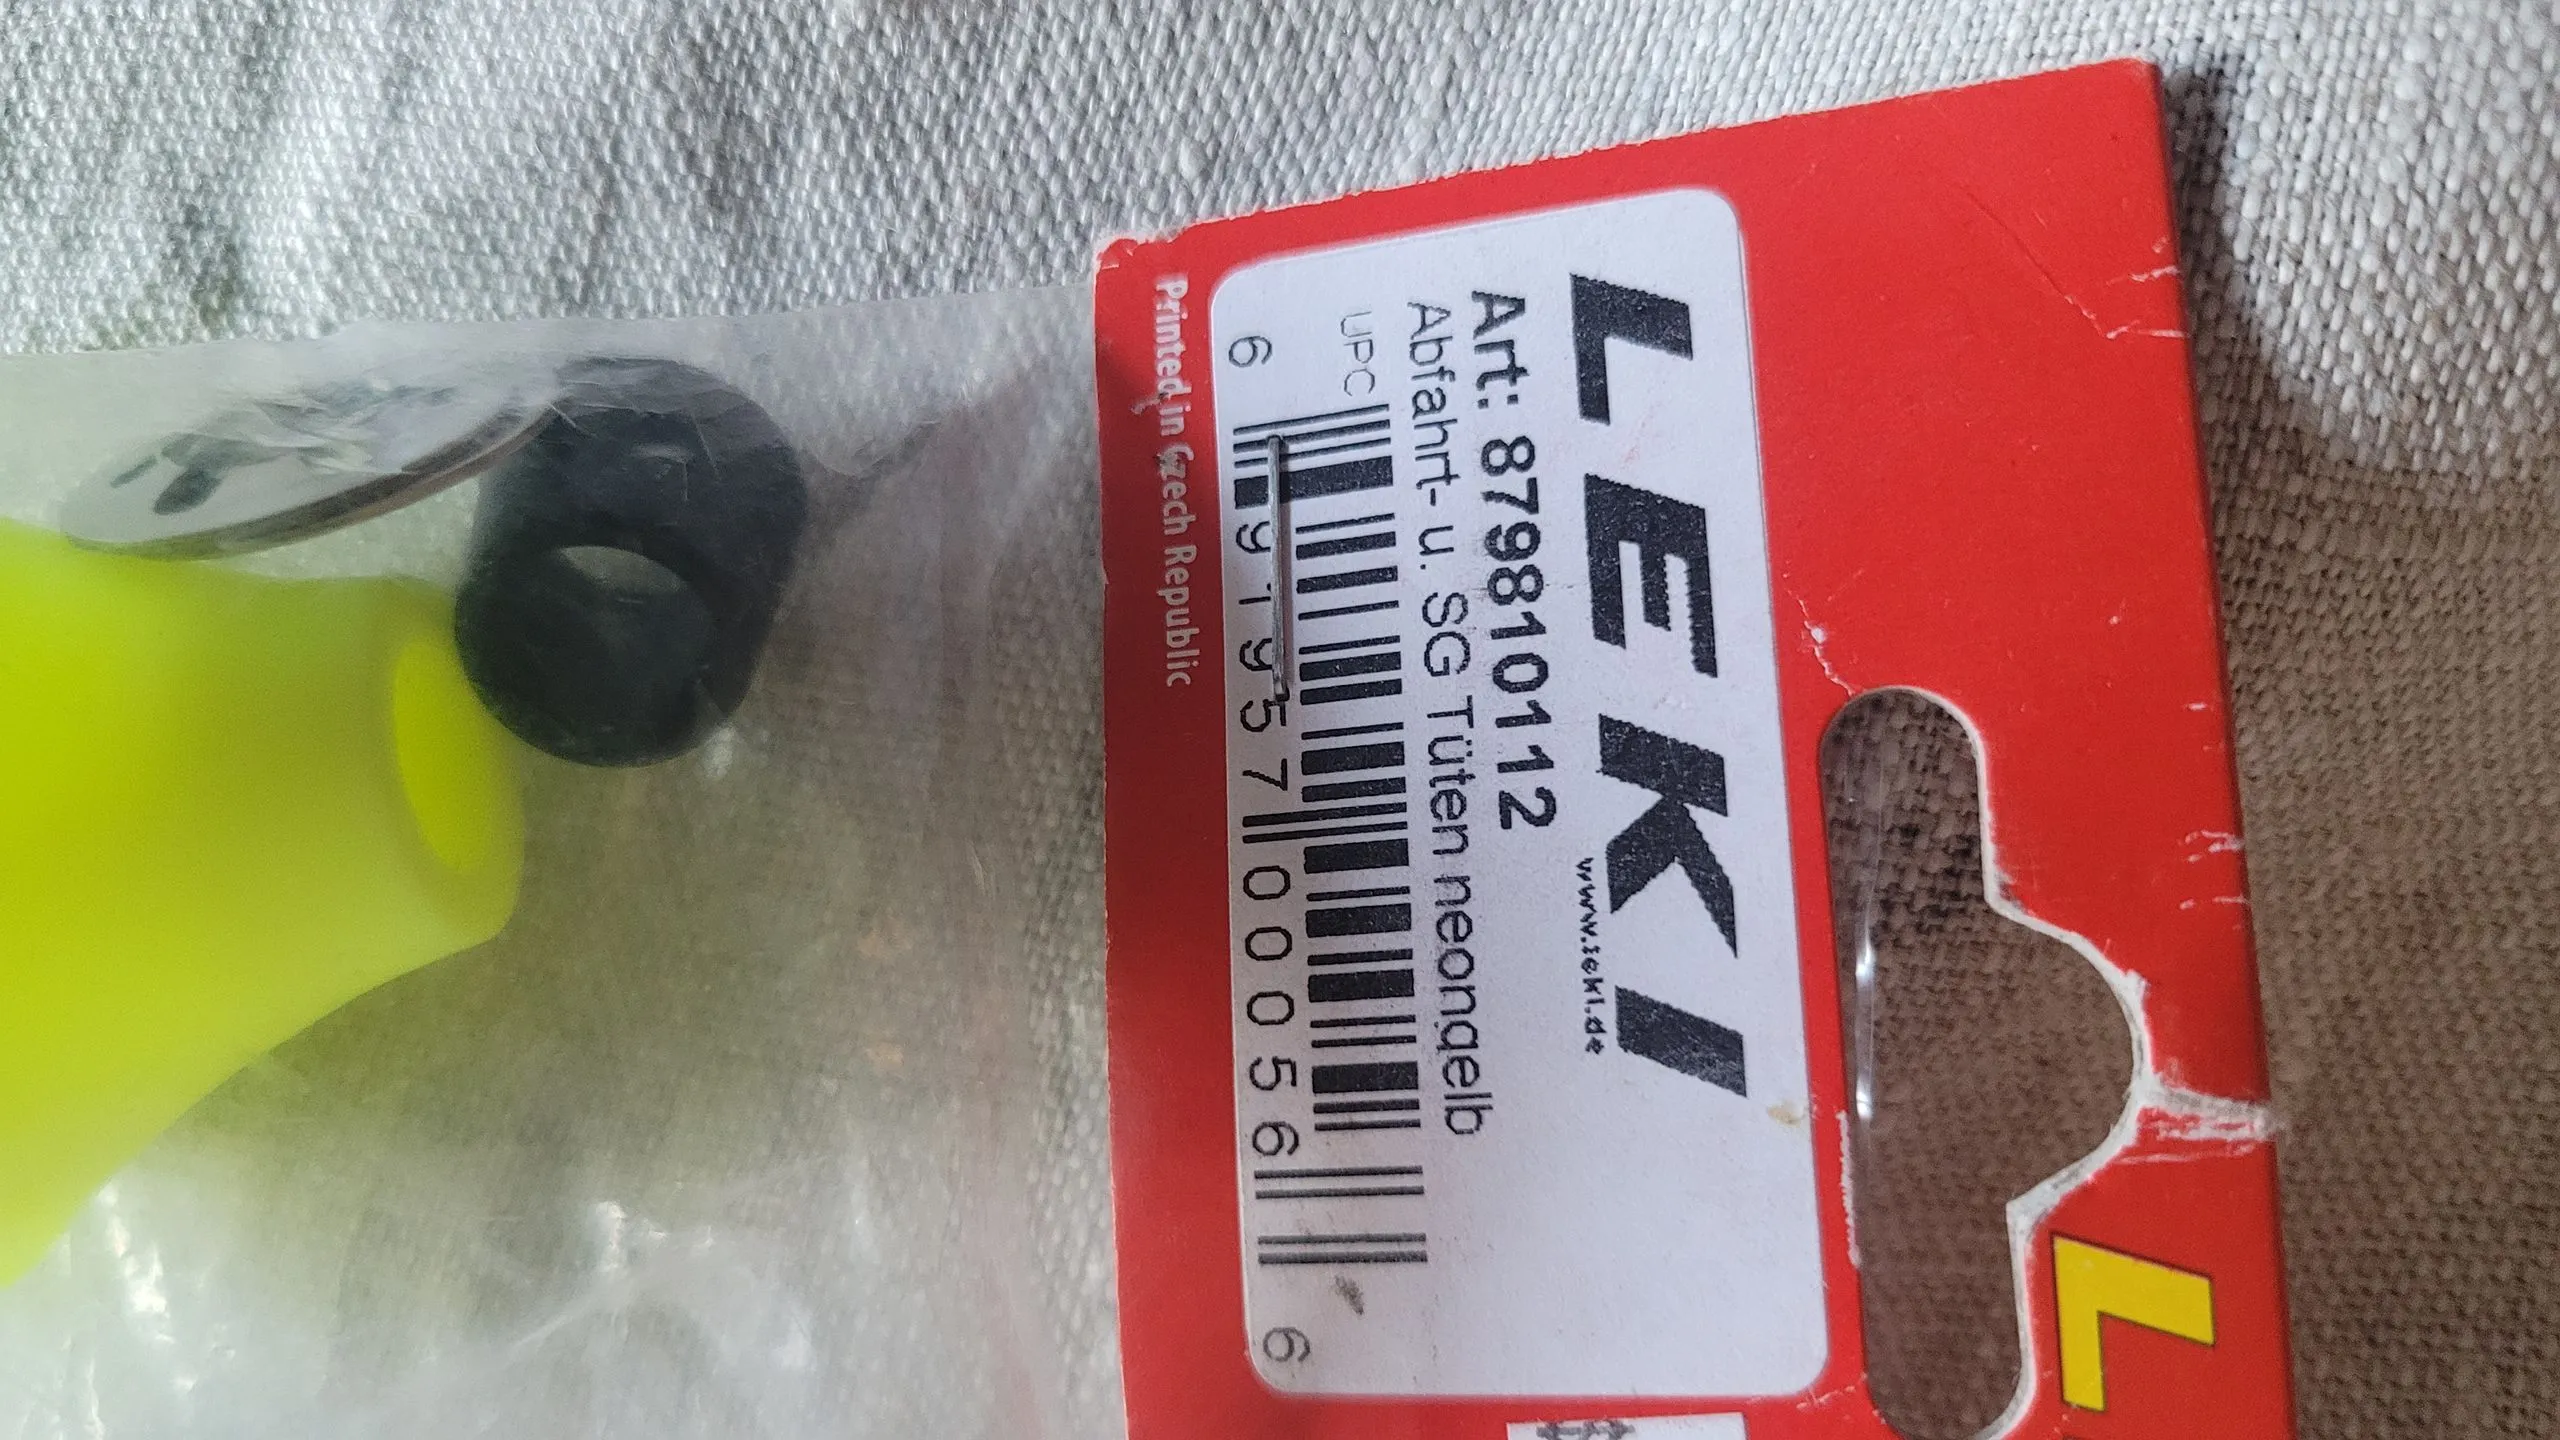 LEKI
www.leki.de
Art: 879810112
Abfahrt- u. SG Tüten neongelb
UPC
6 91957 00056 6
Printed in Czech Republic
L